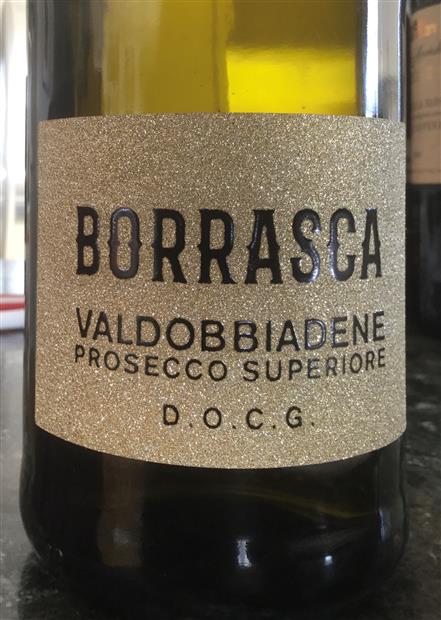 BORRASCA
VALDOBBIADENE
PROSECCO SUPERIORE
D.O.C.G.